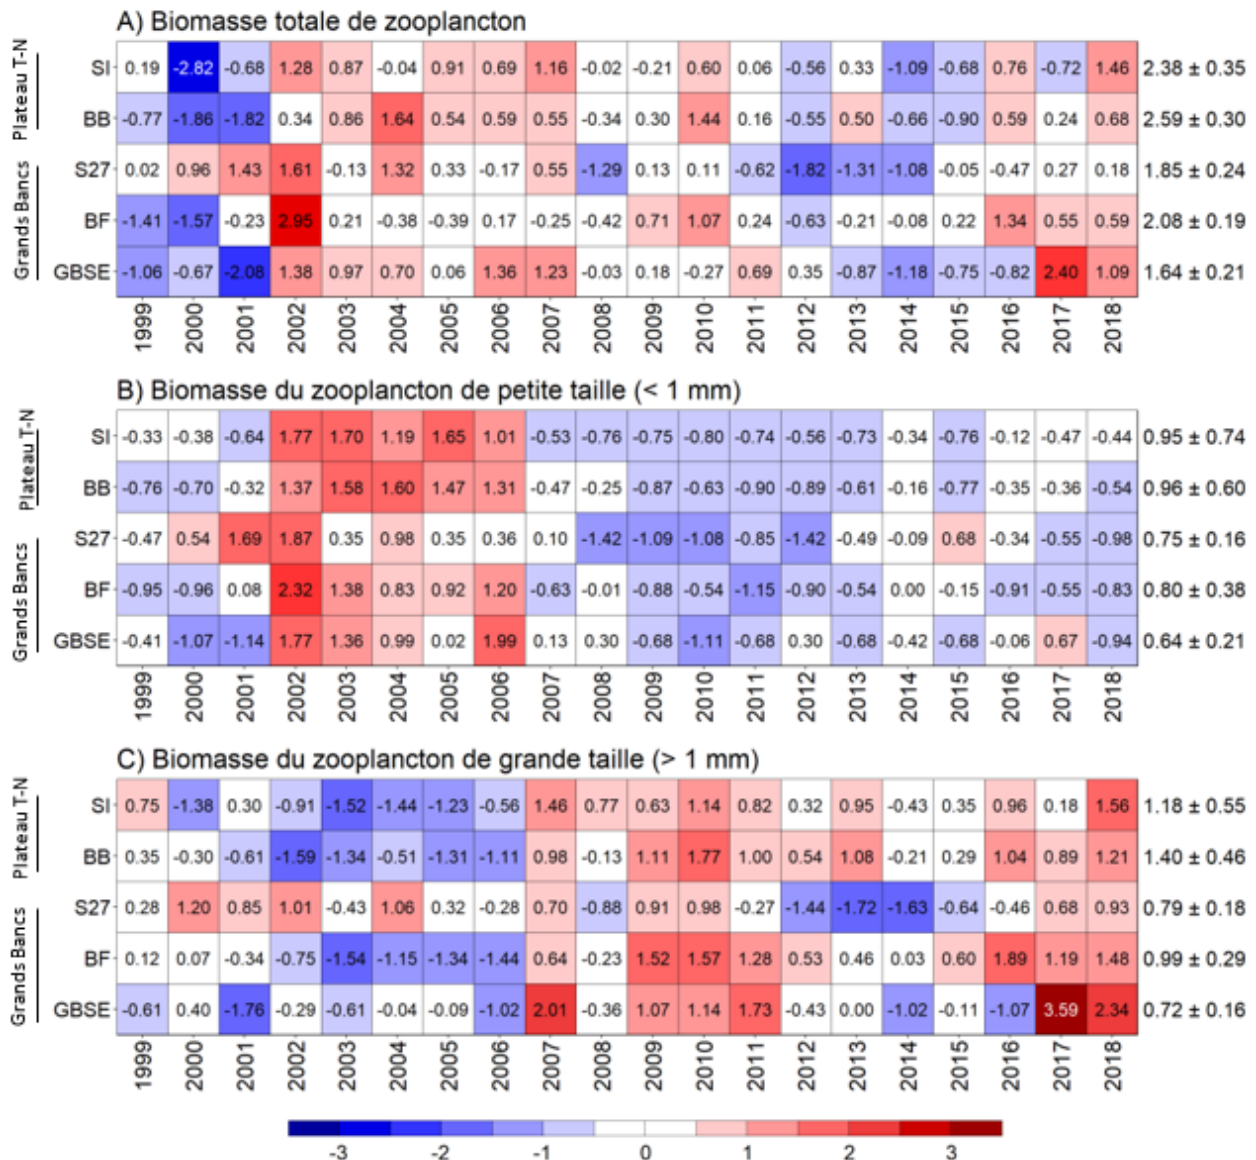 A) Biomasse totale de zooplancton
Plateau T-N
SI 0.19 -2.82 -0.68 1.28 0.87 -0.04 0.91 0.69 1.16 -0.02 -0.21 0.60 0.06 -0.56 0.33 -1.09 -0.68 0.76 -0.72 1.46 2.38 ± 0.35
BB -0.77 -1.86 -1.82 0.34 0.86 1.64 0.54 0.59 0.55 -0.34 0.30 1.44 0.16 -0.55 0.50 -0.66 -0.90 0.59 0.24 0.68 2.59 ± 0.30
Grands Bancs
S27 0.02 0.96 1.43 1.61 -0.13 1.32 0.33 -0.17 0.55 -1.29 0.13 0.11 -0.62 -1.82 -1.31 -1.08 -0.05 -0.47 0.27 0.18 1.85 ± 0.24
BF -1.41 -1.57 -0.23 2.95 0.21 -0.38 -0.39 0.17 -0.25 -0.42 0.71 1.07 0.24 -0.63 -0.21 -0.08 0.22 1.34 0.55 0.59 2.08 ± 0.19
GBSE -1.06 -0.67 -2.08 1.38 0.97 0.70 0.06 1.36 1.23 -0.03 0.18 -0.27 0.69 0.35 -0.87 -1.18 -0.75 -0.82 2.40 1.09 1.64 ± 0.21
1999 2000 2001 2002 2003 2004 2005 2006 2007 2008 2009 2010 2011 2012 2013 2014 2015 2016 2017 2018
B) Biomasse du zooplancton de petite taille (< 1 mm)
Plateau T-N
SI -0.33 -0.38 -0.64 1.77 1.70 1.19 1.65 1.01 -0.53 -0.76 -0.75 -0.80 -0.74 -0.56 -0.73 -0.34 -0.76 -0.12 -0.47 -0.44 0.95 ± 0.74
BB -0.76 -0.70 -0.32 1.37 1.58 1.60 1.47 1.31 -0.47 -0.25 -0.87 -0.63 -0.90 -0.89 -0.61 -0.16 -0.77 -0.35 -0.36 -0.54 0.96 ± 0.60
Grands Bancs
S27 -0.47 0.54 1.69 1.87 0.35 0.98 0.35 0.36 0.10 -1.42 -1.09 -1.08 -0.85 -1.42 -0.49 -0.09 0.68 -0.34 -0.55 -0.98 0.75 ± 0.16
BF -0.95 -0.96 0.08 2.32 1.38 0.83 0.92 1.20 -0.63 -0.01 -0.88 -0.54 -1.15 -0.90 -0.54 0.00 -0.15 -0.91 -0.55 -0.83 0.80 ± 0.38
GBSE -0.41 -1.07 -1.14 1.77 1.36 0.99 0.02 1.99 0.13 0.30 -0.68 -1.11 -0.68 0.30 -0.68 -0.42 -0.68 -0.06 0.67 -0.94 0.64 ± 0.21
1999 2000 2001 2002 2003 2004 2005 2006 2007 2008 2009 2010 2011 2012 2013 2014 2015 2016 2017 2018
C) Biomasse du zooplancton de grande taille (> 1 mm)
Plateau T-N
SI 0.75 -1.38 0.30 -0.91 -1.52 -1.44 -1.23 -0.56 1.46 0.77 0.63 1.14 0.82 0.32 0.95 -0.43 0.35 0.96 0.18 1.56 1.18 ± 0.55
BB 0.35 -0.30 -0.61 -1.59 -1.34 -0.51 -1.31 -1.11 0.98 -0.13 1.11 1.77 1.00 0.54 1.08 -0.21 0.29 1.04 0.89 1.21 1.40 ± 0.46
Grands Bancs
S27 0.28 1.20 0.85 1.01 -0.43 1.06 0.32 -0.28 0.70 -0.88 0.91 0.98 -0.27 -1.44 -1.72 -1.63 -0.64 -0.46 0.68 0.93 0.79 ± 0.18
BF 0.12 0.07 -0.34 -0.75 -1.54 -1.15 -1.34 -1.44 0.64 -0.23 1.52 1.57 1.28 0.53 0.46 0.03 0.60 1.89 1.19 1.48 0.99 ± 0.29
GBSE -0.61 0.40 -1.76 -0.29 -0.61 -0.04 -0.09 -1.02 2.01 -0.36 1.07 1.14 1.73 -0.43 0.00 -1.02 -0.11 -1.07 3.59 2.34 0.72 ± 0.16
1999 2000 2001 2002 2003 2004 2005 2006 2007 2008 2009 2010 2011 2012 2013 2014 2015 2016 2017 2018
-3 -2 -1 0 1 2 3